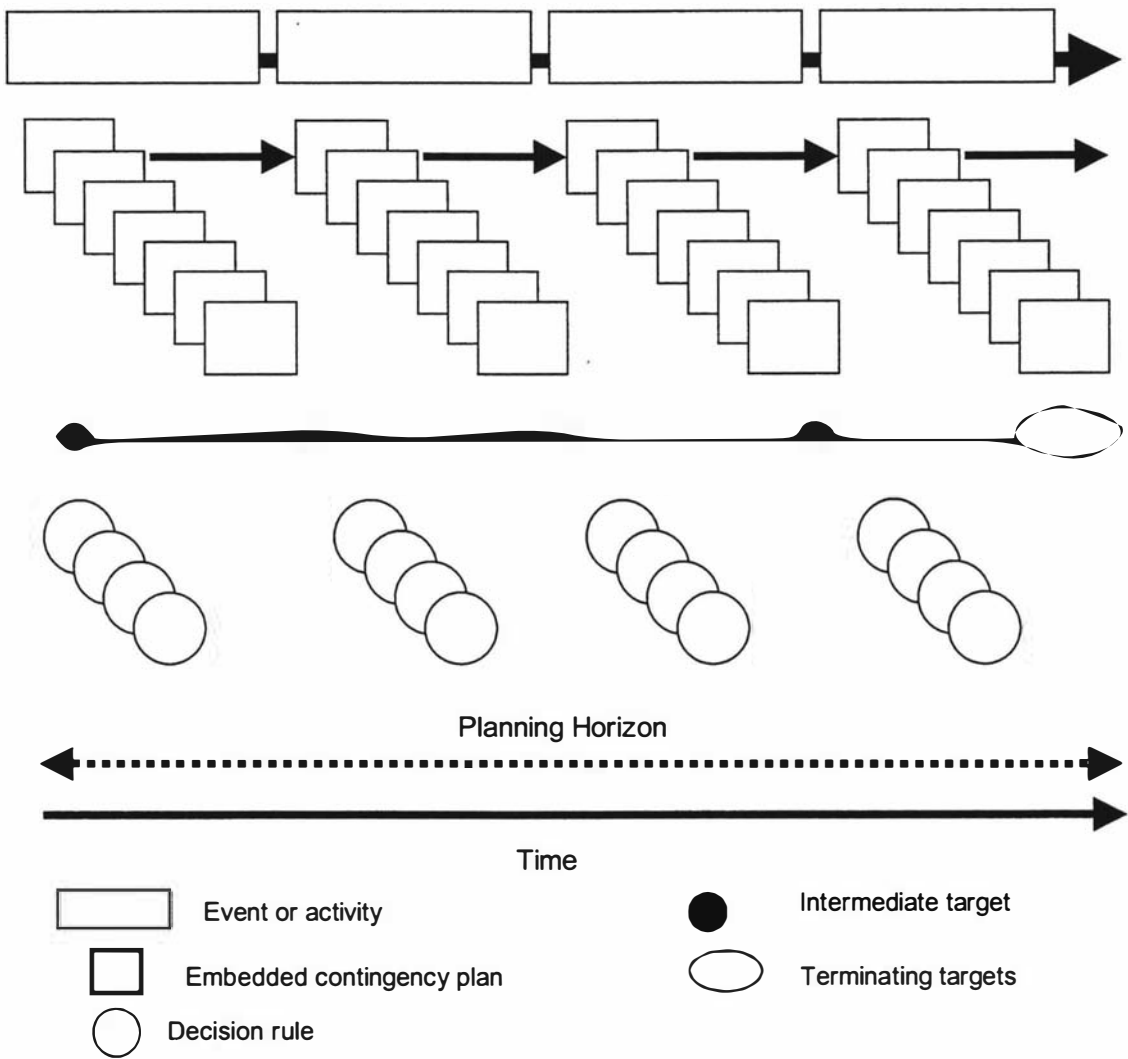 Planning Horizon
Time
Event or activity
Intermediate target
Embedded contingency plan
Terminating targets
Decision rule